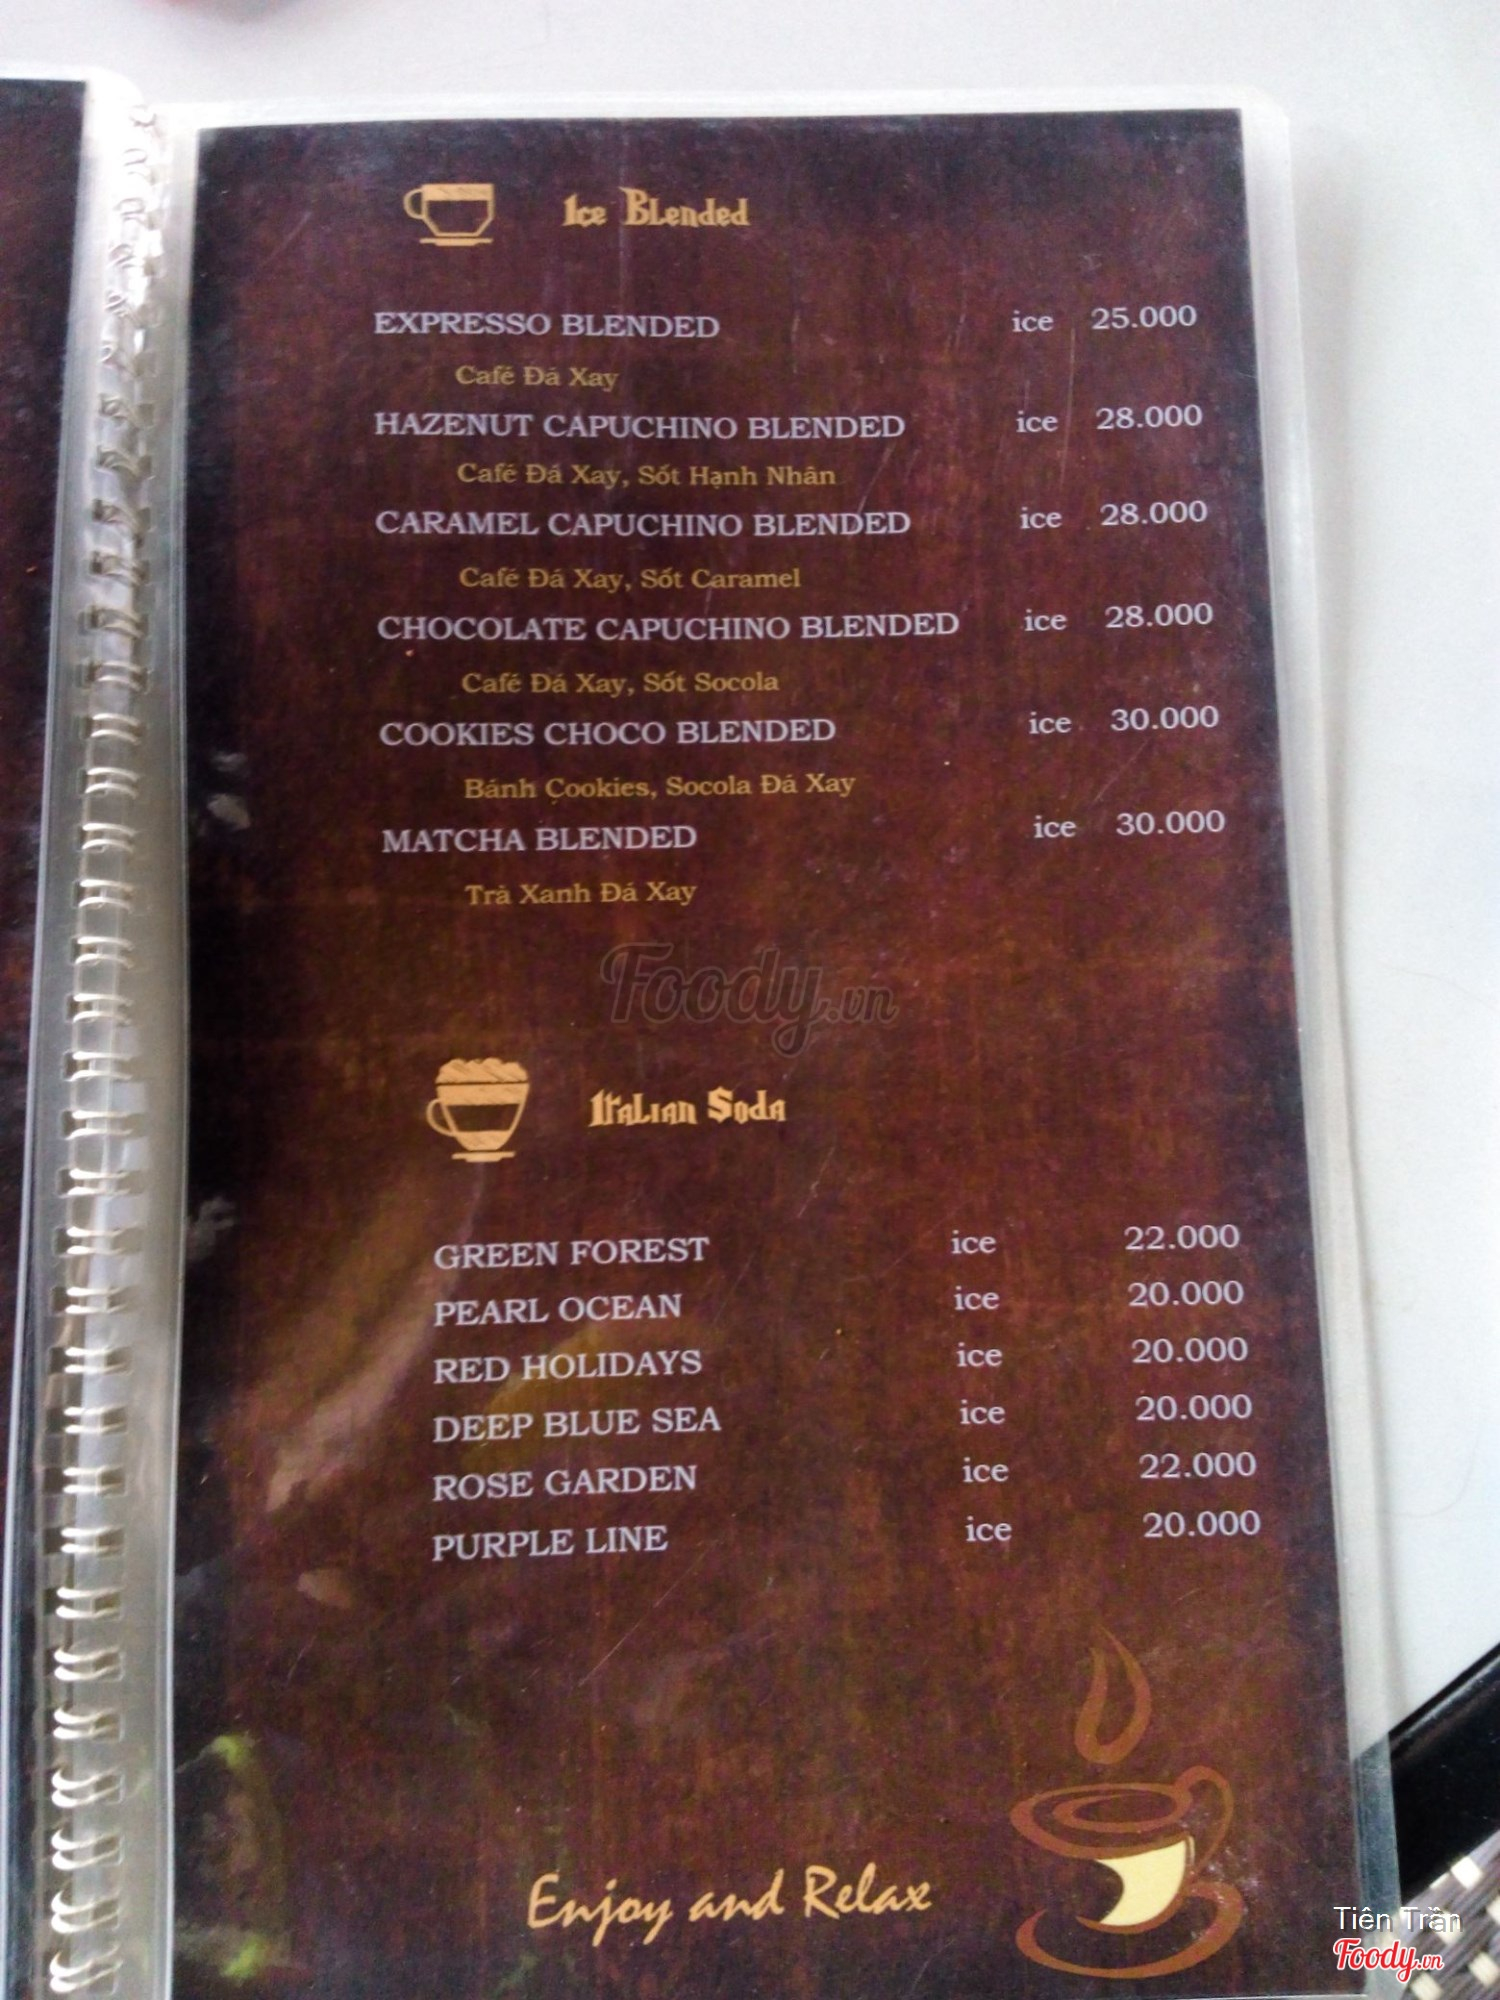 Ice Blended
EXPRESSO BLENDED ice 25.000
Café Đá Xay
HAZENUT CAPUCHINO BLENDED ice 28.000
Café Đá Xay, Sốt Hạnh Nhân
CARAMEL CAPUCHINO BLENDED ice 28.000
Café Đá Xay, Sốt Caramel
CHOCOLATE CAPUCHINO BLENDED ice 28.000
Café Đá Xay, Sốt Socola
COOKIES CHOCO BLENDED ice 30.000
Bánh Cookies, Socola Đá Xay
MATCHA BLENDED ice 30.000
Trà Xanh Đá Xay
Foody.vn
Italian Soda
GREEN FOREST ice 22.000
PEARL OCEAN ice 20.000
RED HOLIDAYS ice 20.000
DEEP BLUE SEA ice 20.000
ROSE GARDEN ice 22.000
PURPLE LINE ice 20.000
Enjoy and Relax
Tiên Trần
Foody.vn